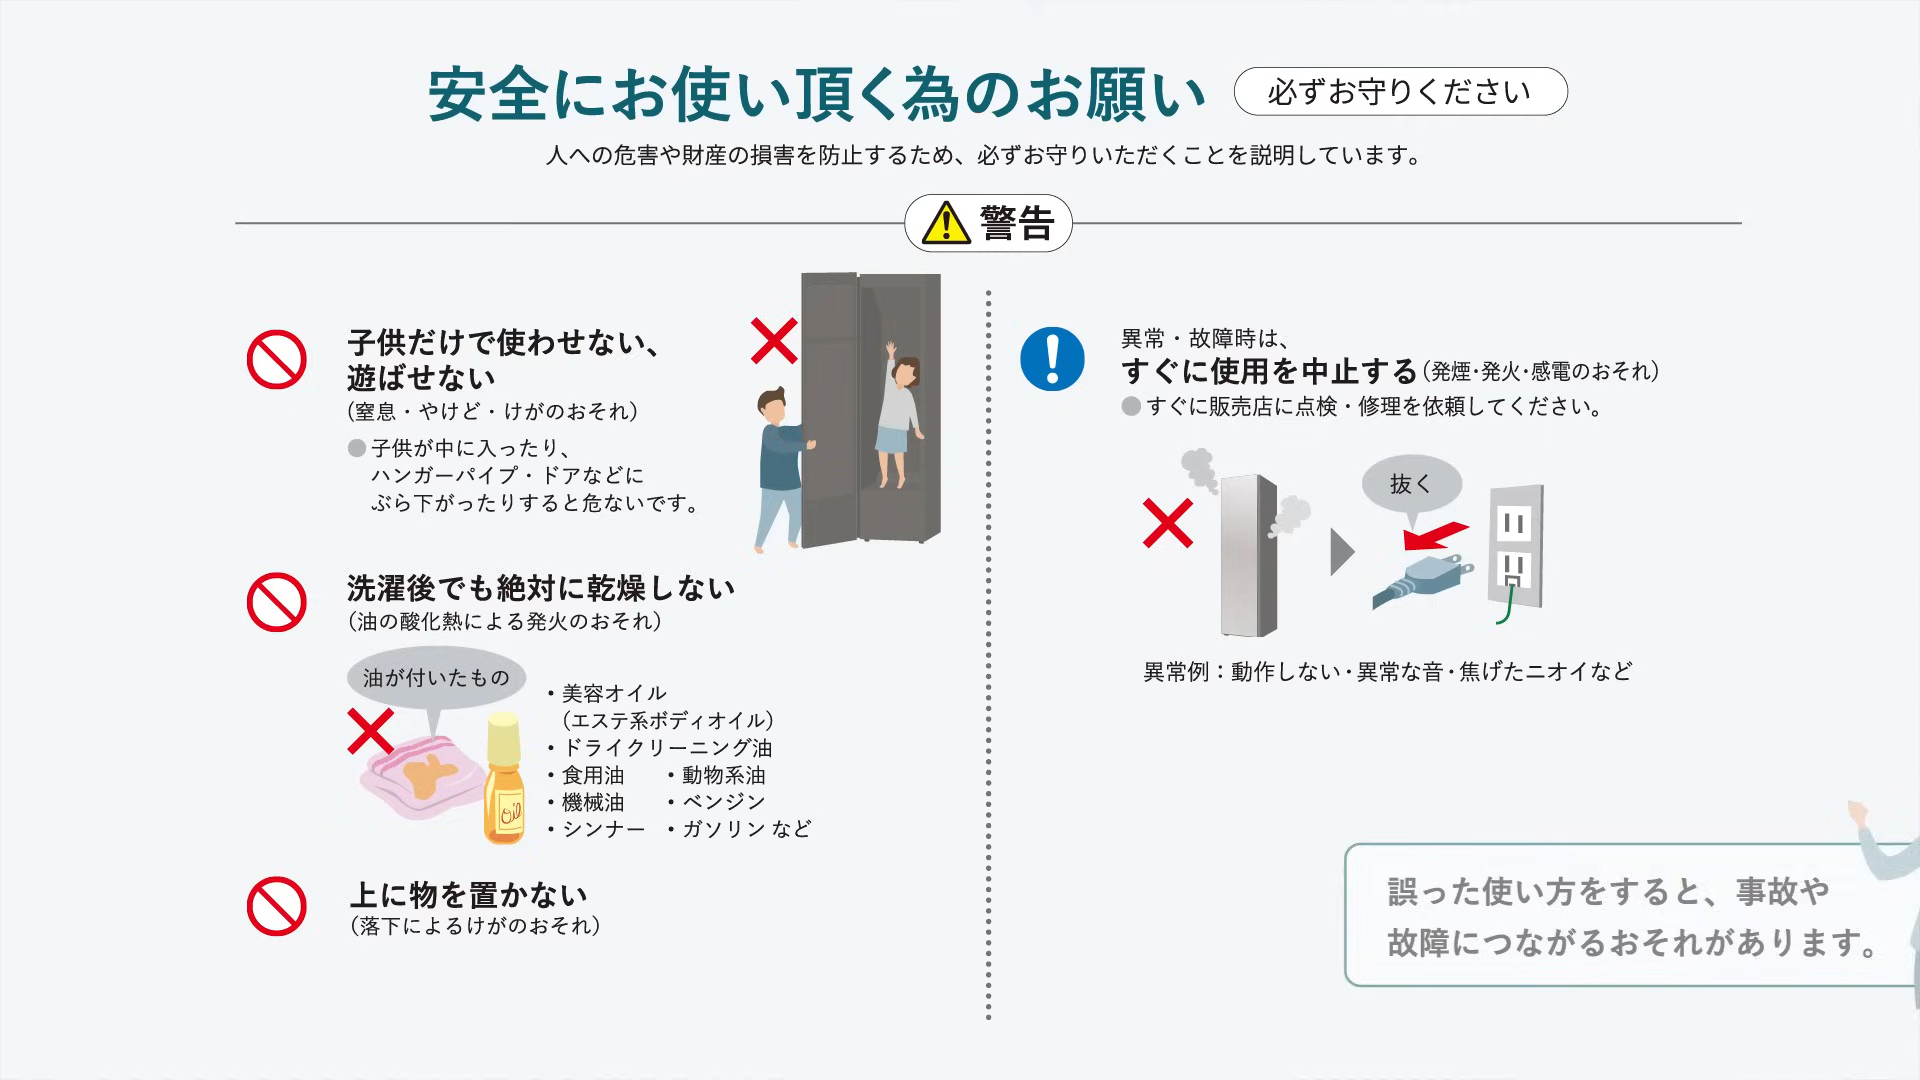 安全にお使い頂く為のお願い 必ずお守りください
人への危害や財産の損害を防止するため、必ずお守りいただくことを説明しています。
警告
子供だけで使わせない、
遊ばせない
(窒息・やけど・けがのおそれ)
●子供が中に入ったり、
ハンガーパイプ・ドアなどに
ぶら下がったりすると危ないです。
洗濯後でも絶対に乾燥しない
(油の酸化熱による発火のおそれ)
油が付いたもの
oil
・美容オイル
(エステ系ボディオイル)
・ドライクリーニング油
・食用油 ・動物系油
・機械油 ・ベンジン
・シンナー ・ガソリン など
上に物を置かない
(落下によるけがのおそれ)
異常・故障時は、
すぐに使用を中止する(発煙・発火・感電のおそれ)
●すぐに販売店に点検・修理を依頼してください。
抜く
異常例：動作しない・異常な音・焦げたニオイなど
誤った使い方をすると、事故や
故障につながるおそれがあります。